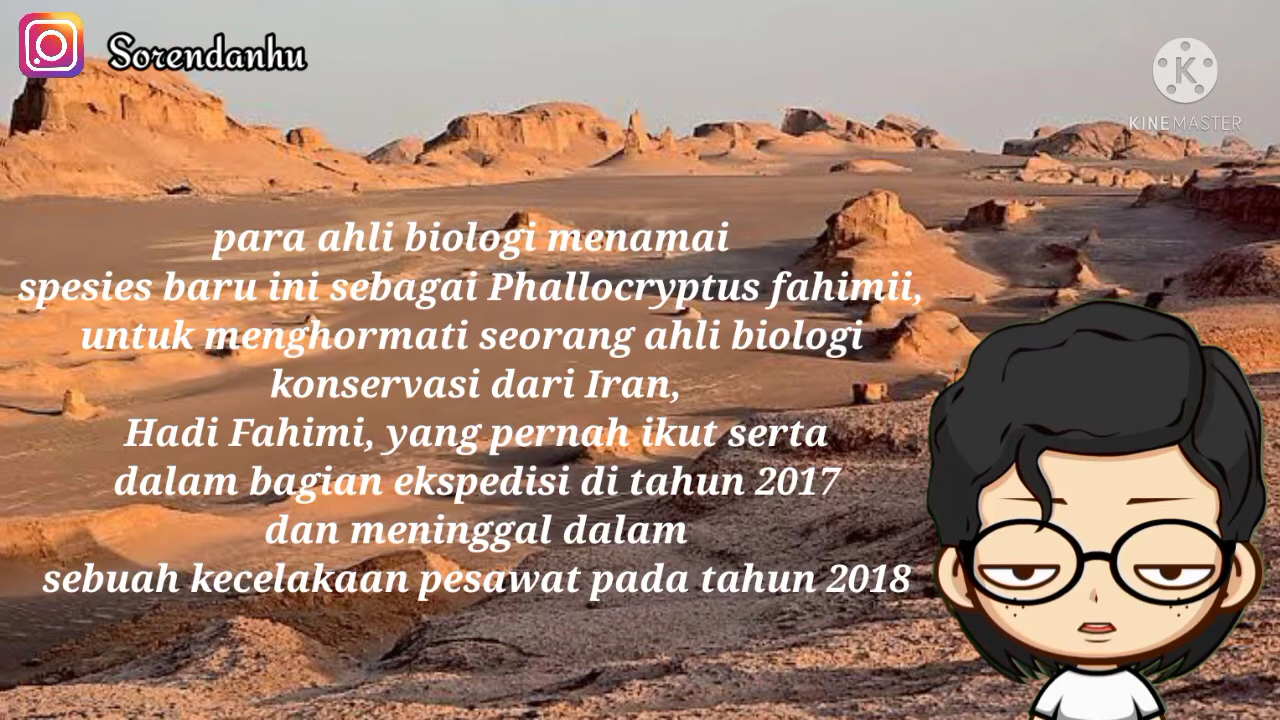 Sorendanhu
KINEMASTER
para ahli biologi menamai
spesies baru ini sebagai Phallocryptus fahimii,
untuk menghormati seorang ahli biologi
konservasi dari Iran,
Hadi Fahimi, yang pernah ikut serta
dalam bagian ekspedisi di tahun 2017
dan meninggal dalam
sebuah kecelakaan pesawat pada tahun 2018